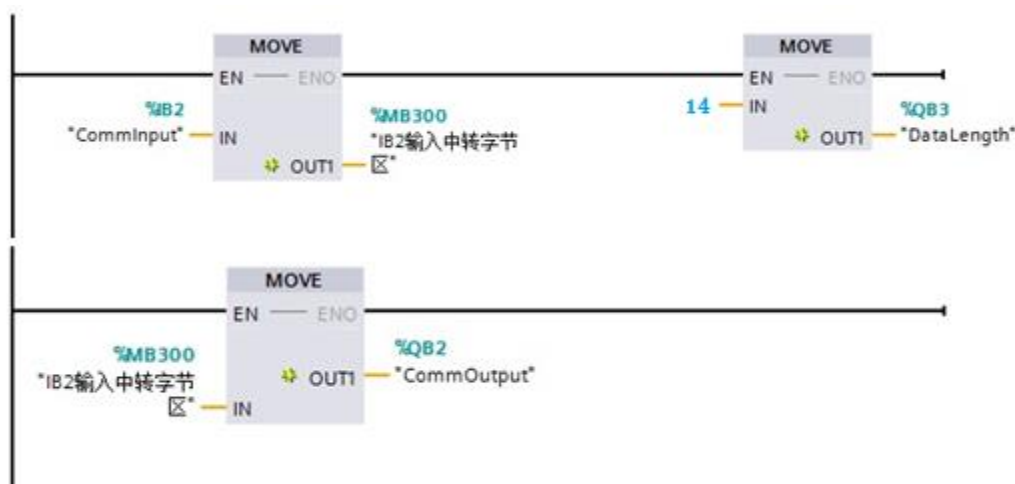 MOVE
MOVE
EN ENO
EN ENO
%IB2
"CommInput"
IN
%MB300
"IB2输入中转字节
区"
OUT1
14
IN
%QB3
"DataLength"
OUT1
MOVE
EN ENO
%MB300
"IB2输入中转字节
区"
IN
%QB2
"CommOutput"
OUT1